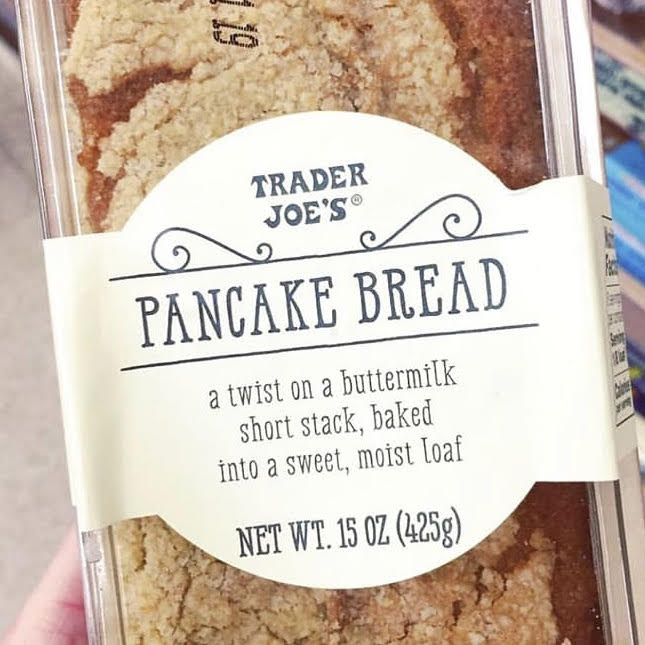 TRADER
JOE'S®
PANCAKE BREAD
a twist on a buttermilk
short stack, baked
into a sweet, moist loaf
NET WT. 15 OZ (425g)